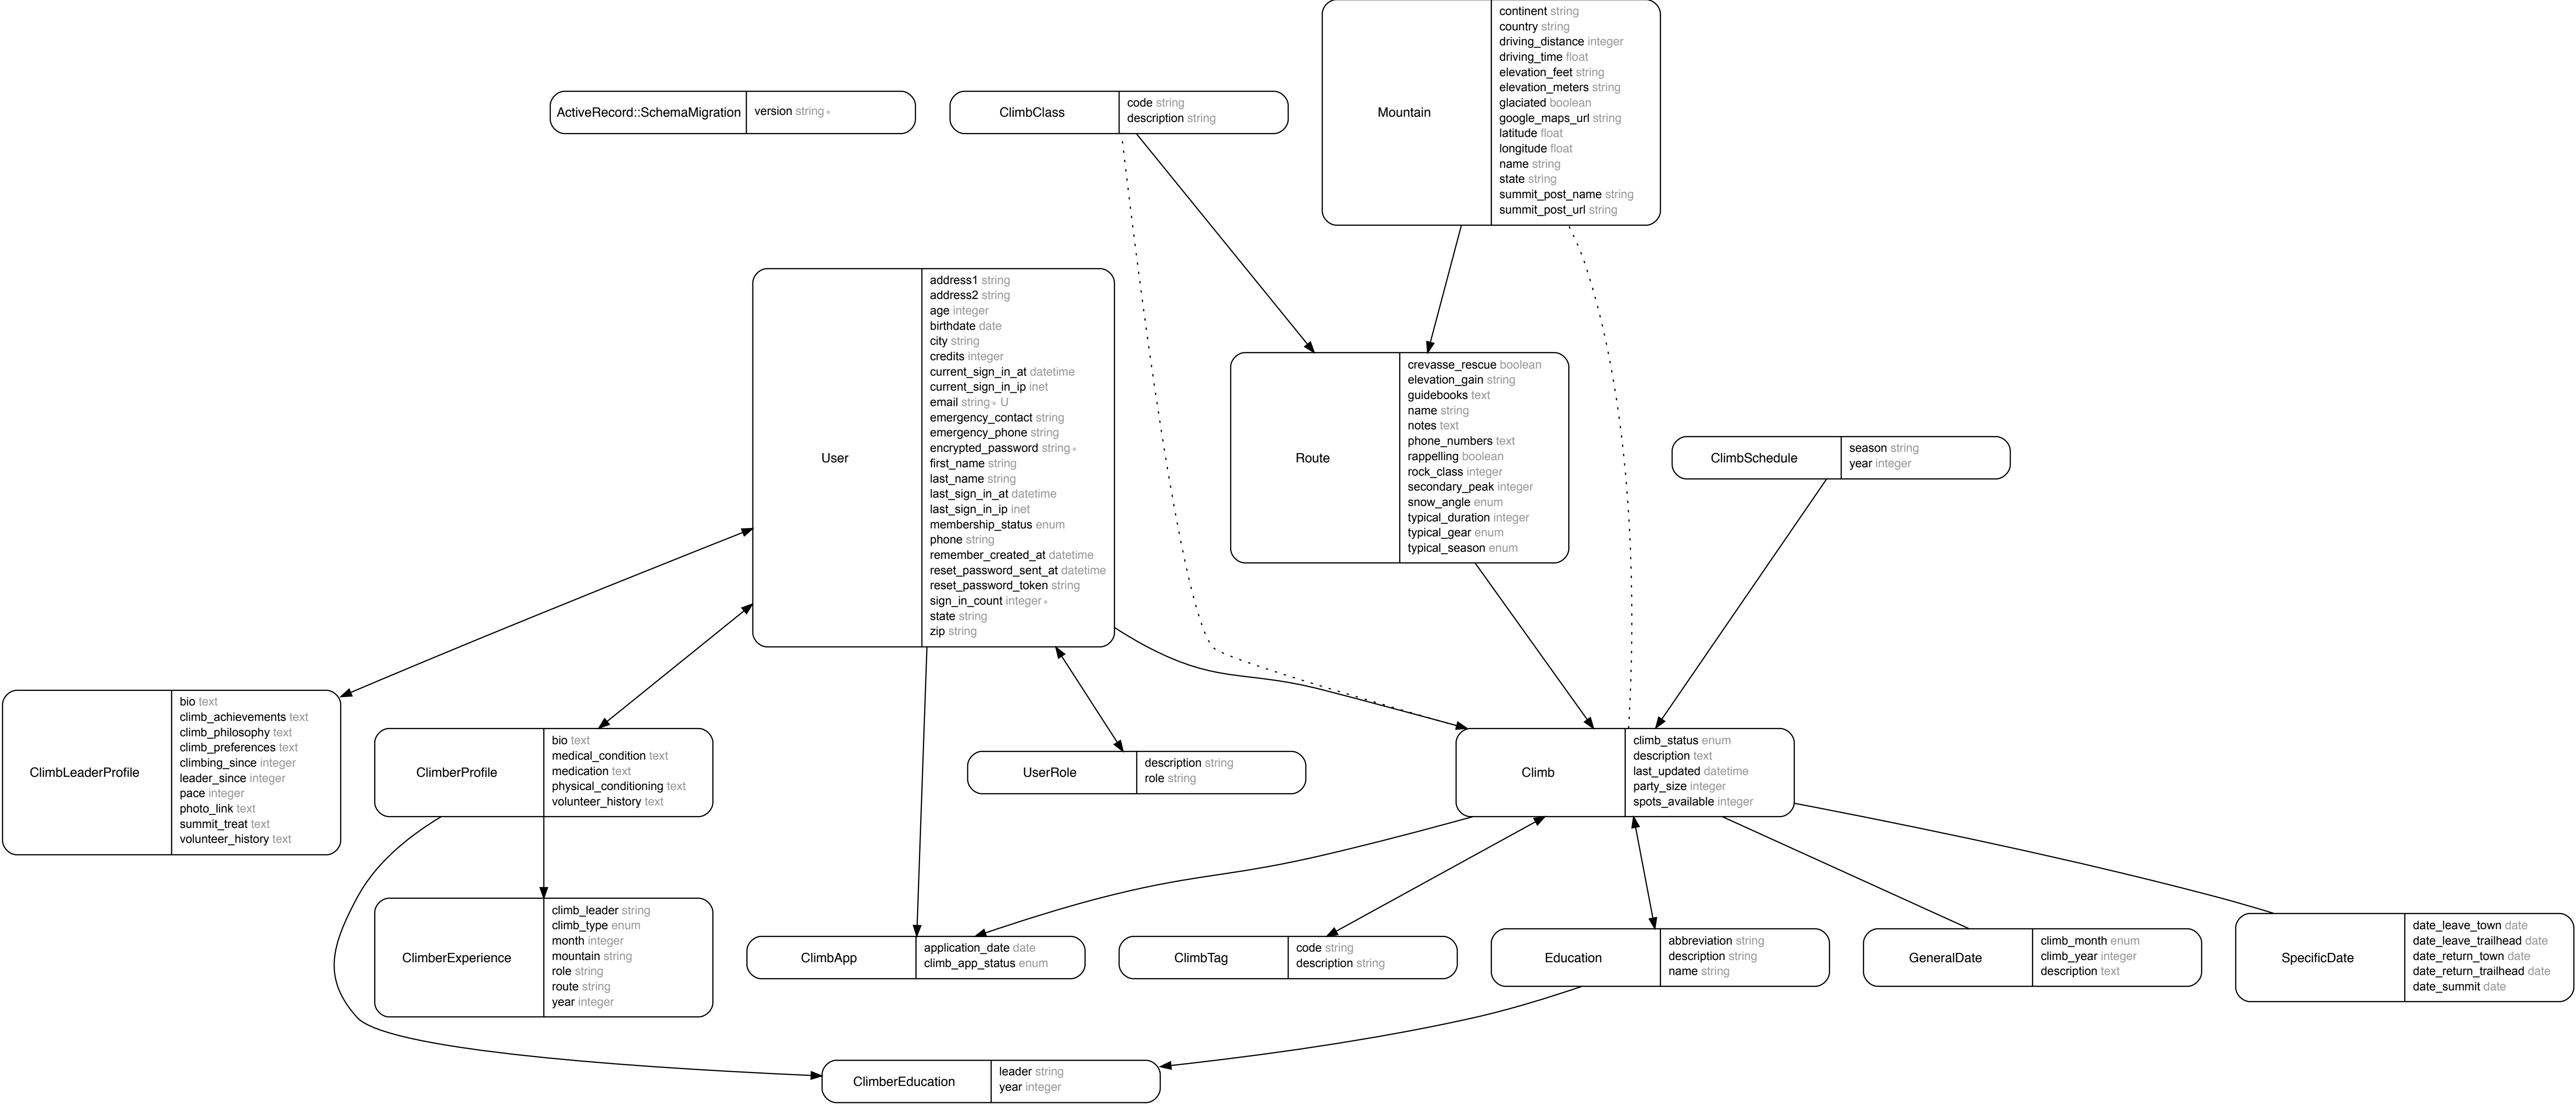 ActiveRecord::SchemaMigration
version string *
ClimbClass
code string
description string
Mountain
continent string
country string
driving_distance integer
driving_time float
elevation_feet string
elevation_meters string
glaciated boolean
google_maps_url string
latitude float
longitude float
name string
state string
summit_post_name string
summit_post_url string
User
address1 string
address2 string
age integer
birthdate date
city string
credits integer
current_sign_in_at datetime
current_sign_in_ip inet
email string * U
emergency_contact string
emergency_phone string
encrypted_password string *
first_name string
last_name string
last_sign_in_at datetime
last_sign_in_ip inet
membership_status enum
phone string
remember_created_at datetime
reset_password_sent_at datetime
reset_password_token string
sign_in_count integer *
state string
zip string
Route
crevasse_rescue boolean
elevation_gain string
guidebooks text
name string
notes text
phone_numbers text
rappelling boolean
rock_class integer
secondary_peak integer
snow_angle enum
typical_duration integer
typical_gear enum
typical_season enum
ClimbSchedule
season string
year integer
ClimbLeaderProfile
bio text
climb_achievements text
climb_philosophy text
climb_preferences text
climbing_since integer
leader_since integer
pace integer
photo_link text
summit_treat text
volunteer_history text
ClimberProfile
bio text
medical_condition text
medication text
physical_conditioning text
volunteer_history text
UserRole
description string
role string
Climb
climb_status enum
description text
last_updated datetime
party_size integer
spots_available integer
ClimberExperience
climb_leader string
climb_type enum
month integer
mountain string
role string
route string
year integer
ClimbApp
application_date date
climb_app_status enum
ClimbTag
code string
description string
Education
abbreviation string
description string
name string
GeneralDate
climb_month enum
climb_year integer
description text
SpecificDate
date_leave_town date
date_leave_trailhead date
date_return_town date
date_return_trailhead date
date_summit date
ClimberEducation
leader string
year integer